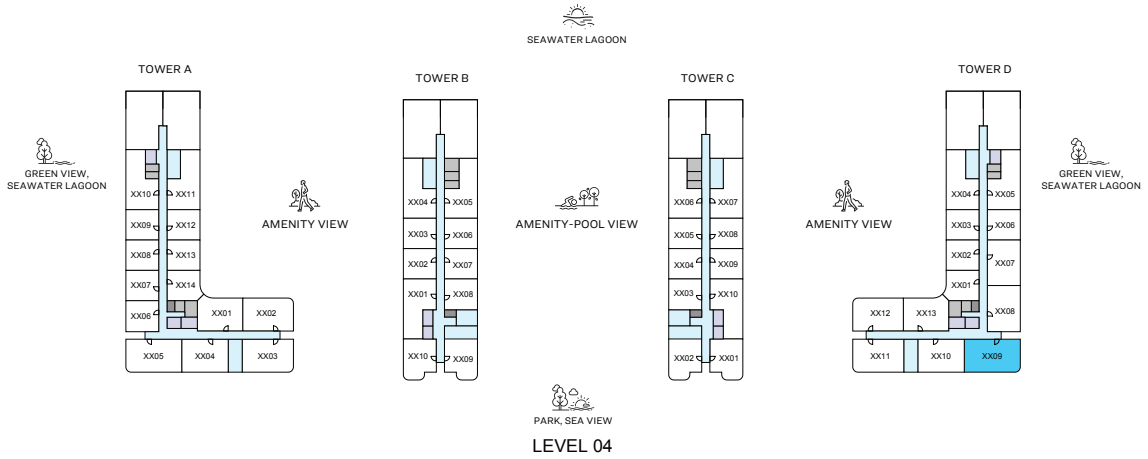 SEAWATER LAGOON
TOWER A
TOWER B
TOWER C
TOWER D
GREEN VIEW,
SEAWATER LAGOON
AMENITY VIEW
AMENITY-POOL VIEW
AMENITY VIEW
GREEN VIEW,
SEAWATER LAGOON
XX10
XX11
XX09
XX12
XX08
XX13
XX07
XX14
XX06
XX01
XX02
XX05
XX04
XX03
XX04
XX05
XX03
XX06
XX02
XX07
XX01
XX08
XX10
XX09
XX06
XX07
XX05
XX08
XX04
XX09
XX03
XX10
XX02
XX01
XX04
XX05
XX03
XX06
XX02
XX07
XX01
XX08
XX12
XX13
XX11
XX10
XX09
PARK, SEA VIEW
LEVEL 04